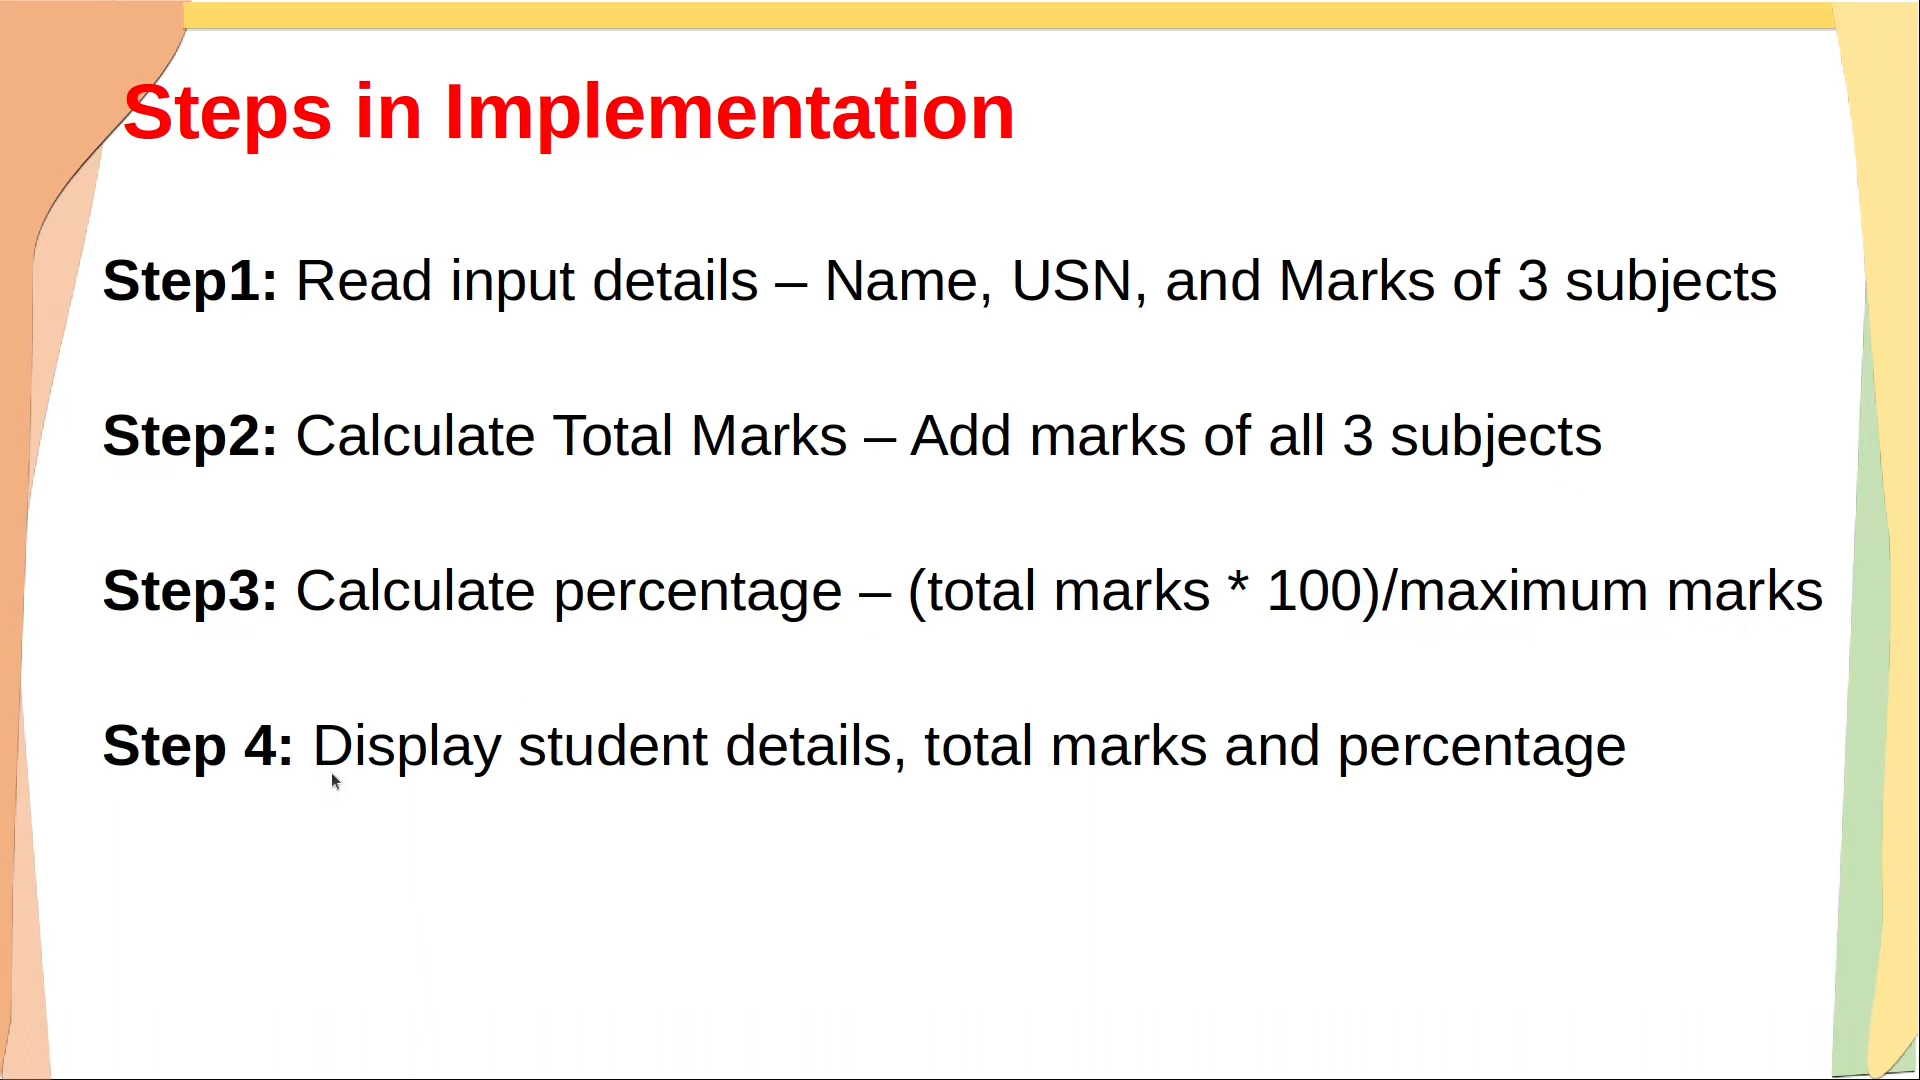 Steps in Implementation
Step1: Read input details – Name, USN, and Marks of 3 subjects
Step2: Calculate Total Marks – Add marks of all 3 subjects
Step3: Calculate percentage – (total marks * 100)/maximum marks
Step 4: Display student details, total marks and percentage